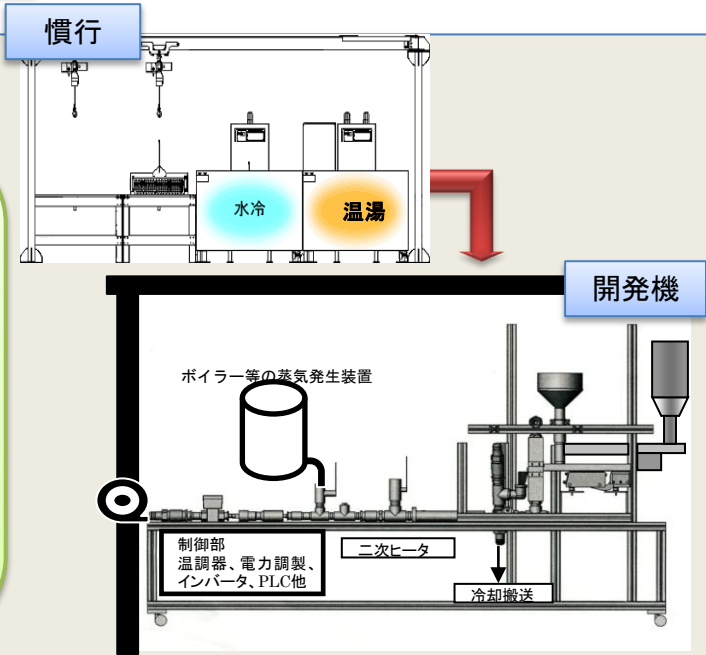 慣行
水冷
温湯
開発機
ボイラー等の蒸気発生装置
制御部
温調器、電力調製、
インバータ、PLC他
二次ヒータ
冷却搬送